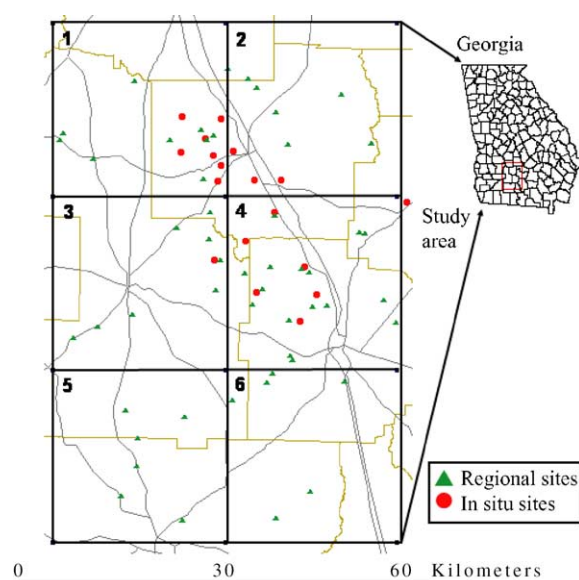 1
2
Georgia
3
4
Study
area
5
6
Regional sites
In situ sites
0 30 60 Kilometers